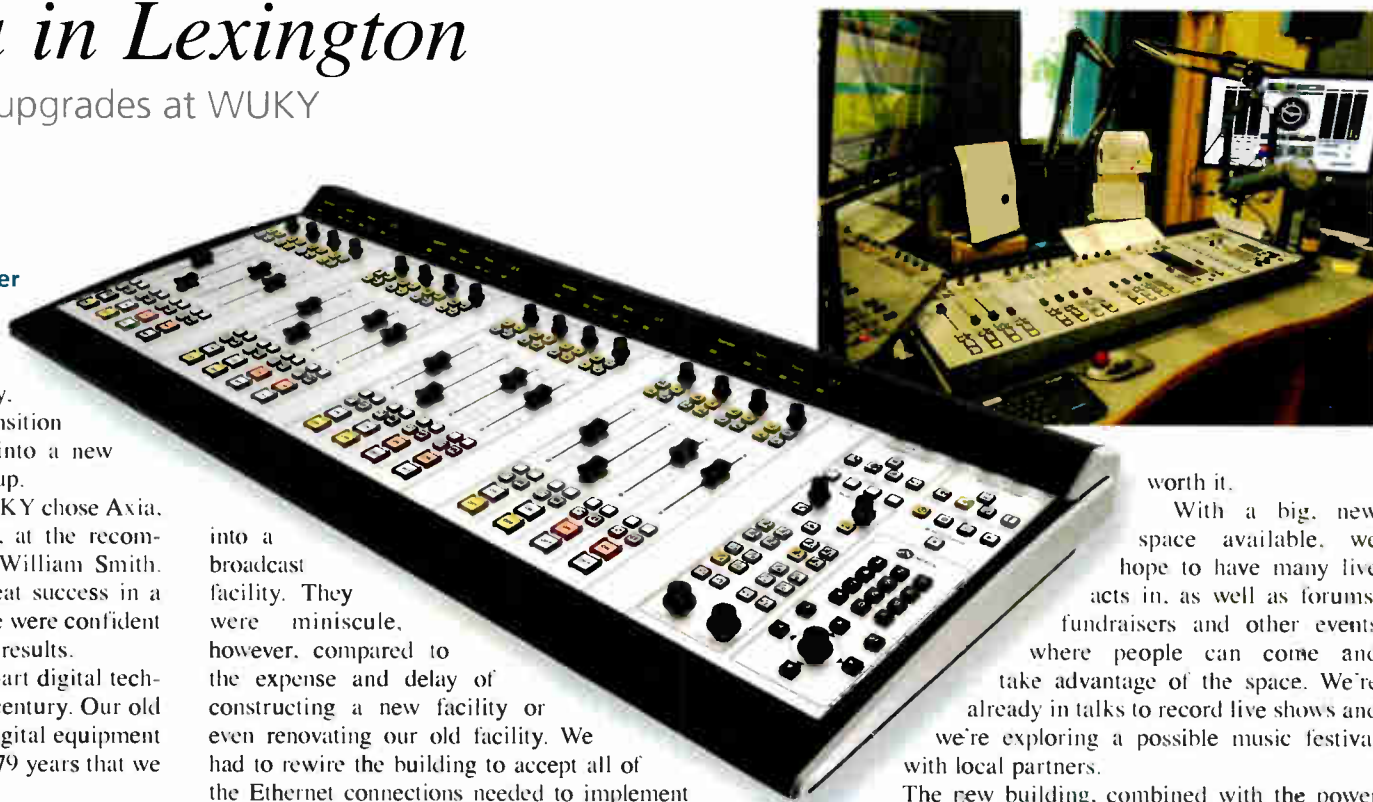 in Lexington
upgrades at WUKY
into a new
up.
chose Axia,
at the recom-
William Smith.
success in a
were confident
results.
art digital tech-
century. Our old
equipment
79 years that we
into a
broadcast
facility. They
were miniscule,
however, compared to
the expense and delay of
constructing a new facility or
even renovating our old facility. We
had to rewire the building to accept all of
the Ethernet connections needed to implement
worth it.
With a big, new
space available, we
hope to have many live
acts in, as well as forums,
fundraisers and other events
where people can come and
take advantage of the space. We're
already in talks to record live shows and
we're exploring a possible music festival
with local partners.
The new building, combined with the power